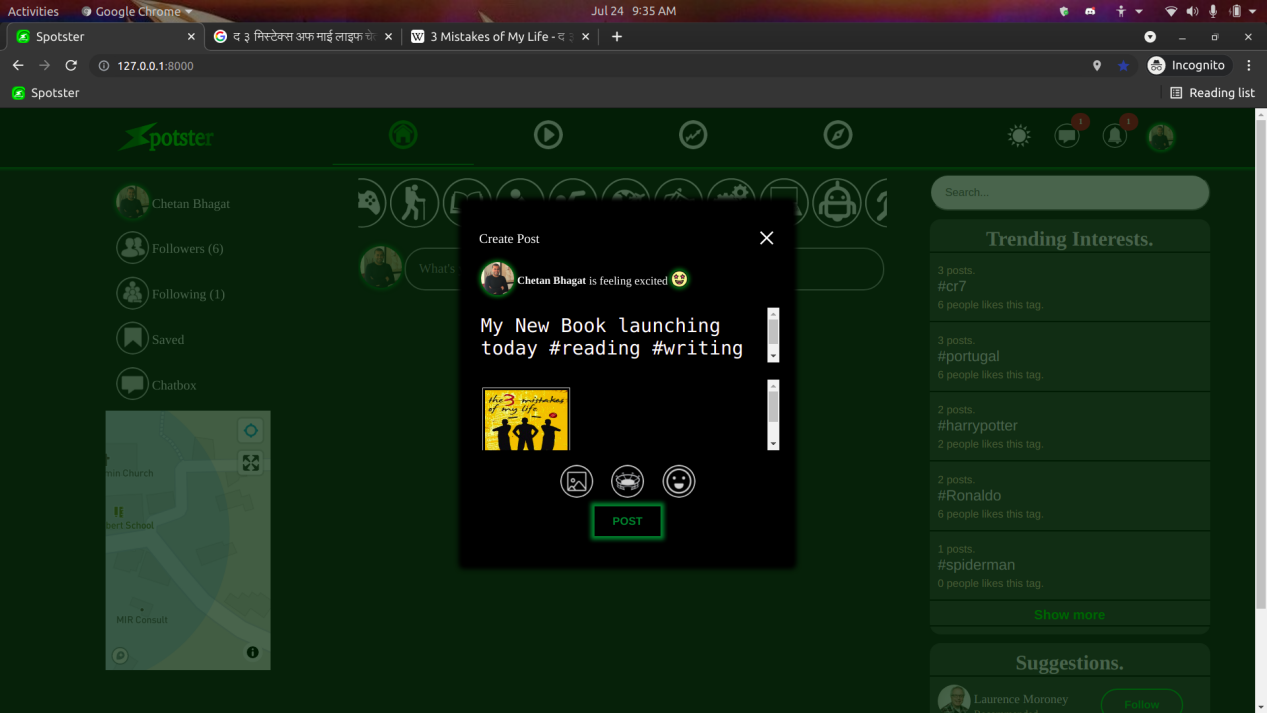 Activities
Google Chrome
Jul 24 9:35 AM
Spotster
द ३ मिस्टेक्स अफ माई लाइफ चे
3 Mistakes of My Life - द ३
127.0.0.1:8000
Incognito
Spotster
Reading list
Spotster
1
1
Chetan Bhagat
Followers (6)
Following (1)
Saved
Chatbox
min Church
bert School
MIR Consult
What's
Create Post
Chetan Bhagat is feeling excited
My New Book launching
today #reading #writing
the 3 mistakes
of my life
POST
Search...
Trending Interests.
3 posts.
#cr7
6 people likes this tag.
3 posts.
#portugal
6 people likes this tag.
2 posts.
#harrypotter
2 people likes this tag.
2 posts.
#Ronaldo
6 people likes this tag.
1 posts.
#spiderman
0 people likes this tag.
Show more
Suggestions.
Laurence Moroney
Follow